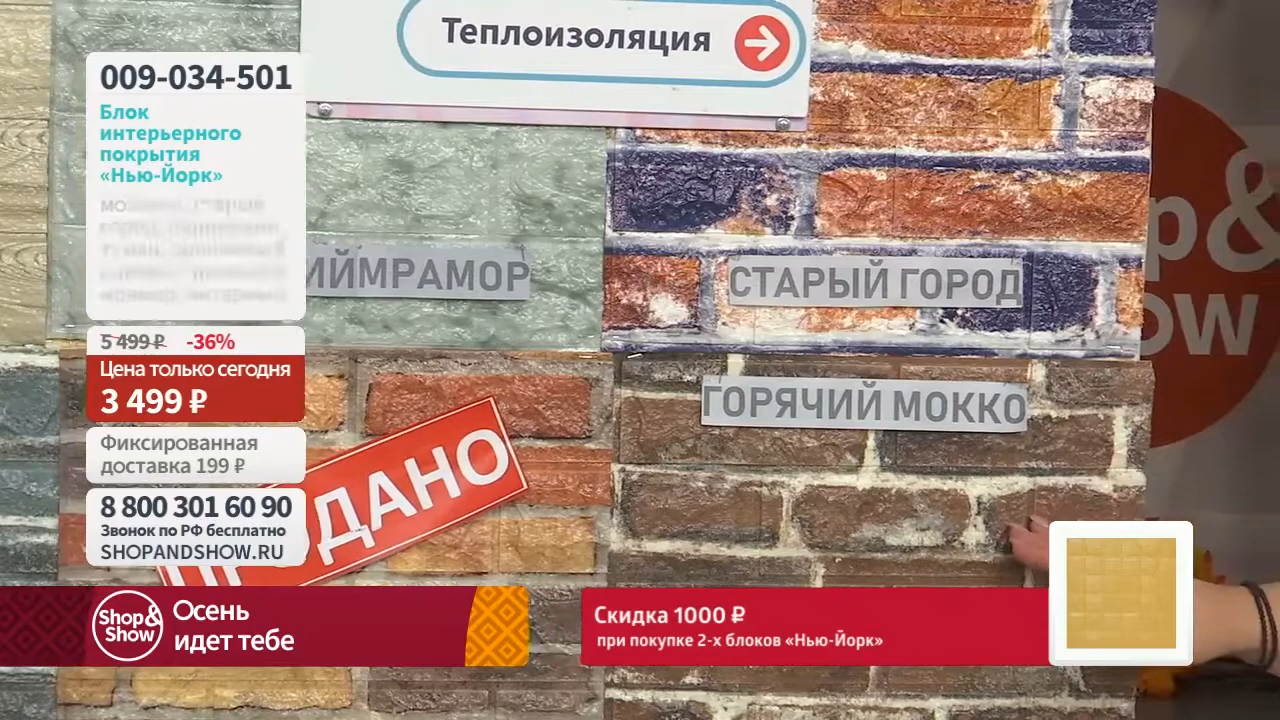 Теплоизоляция
009-034-501
Блок
интерьерного
покрытия
«Нью-Йорк»
ИЙМРАМОР
СТАРЫЙ ГОРОД
5 499 ₽ -36%
Цена только сегодня
3 499 ₽
ГОРЯЧИЙ МОККО
Фиксированная
доставка 199 ₽
8 800 301 60 90
Звонок по РФ бесплатно
SHOPANDSHOW.RU
Shop&
Show
Осень
идет тебе
Скидка 1000 ₽
при покупке 2-х блоков «Нью-Йорк»
p&
ow